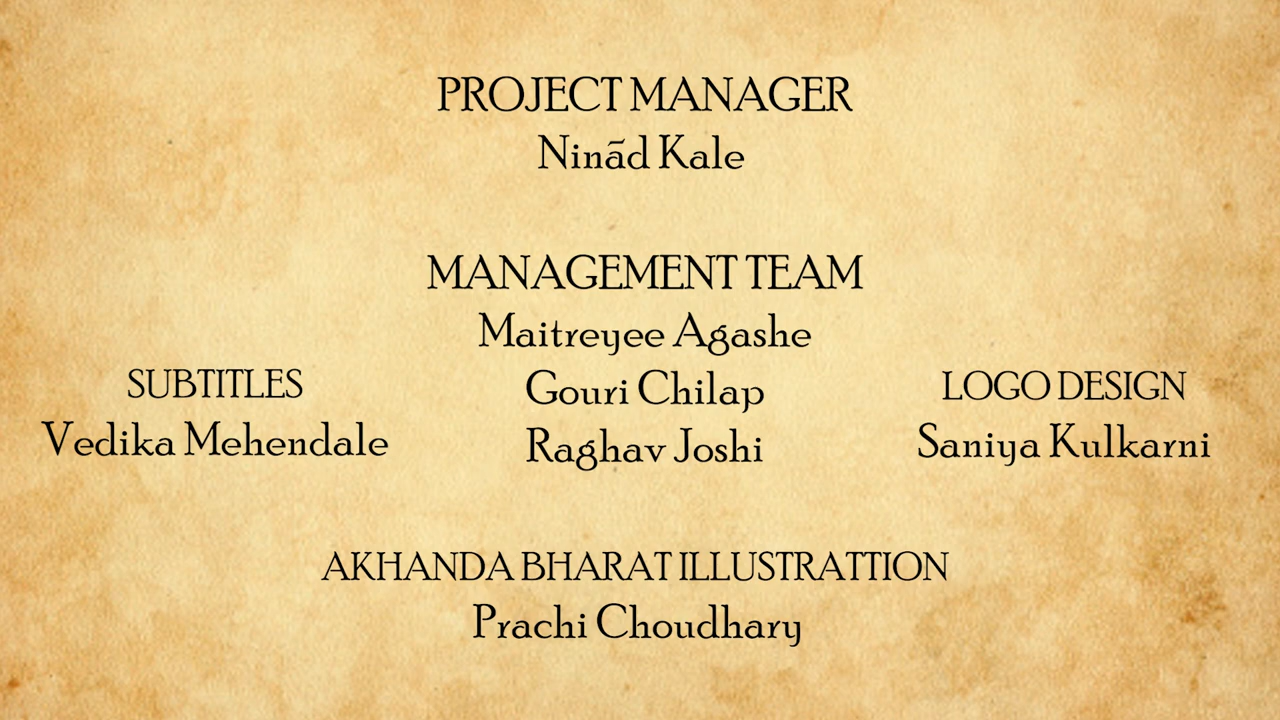 PROJECT MANAGER
Ninãd Kale
MANAGEMENT TEAM
Maitreyee Agashe
Gouri Chilap
Raghav Joshi
SUBTITLES
Vedika Mehendale
LOGO DESIGN
Saniya Kulkarni
AKHANDA BHARAT ILLUSTRATTION
Prachi Choudhary